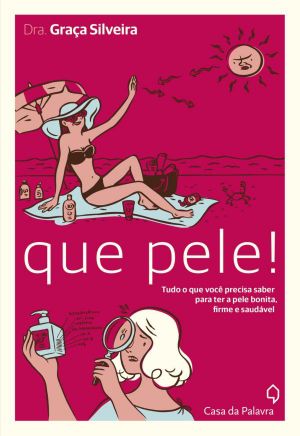 Dra. Graça Silveira
que pele!
Tudo o que você precisa saber
para ter a pele bonita,
firme e saudável
Casa da Palavra